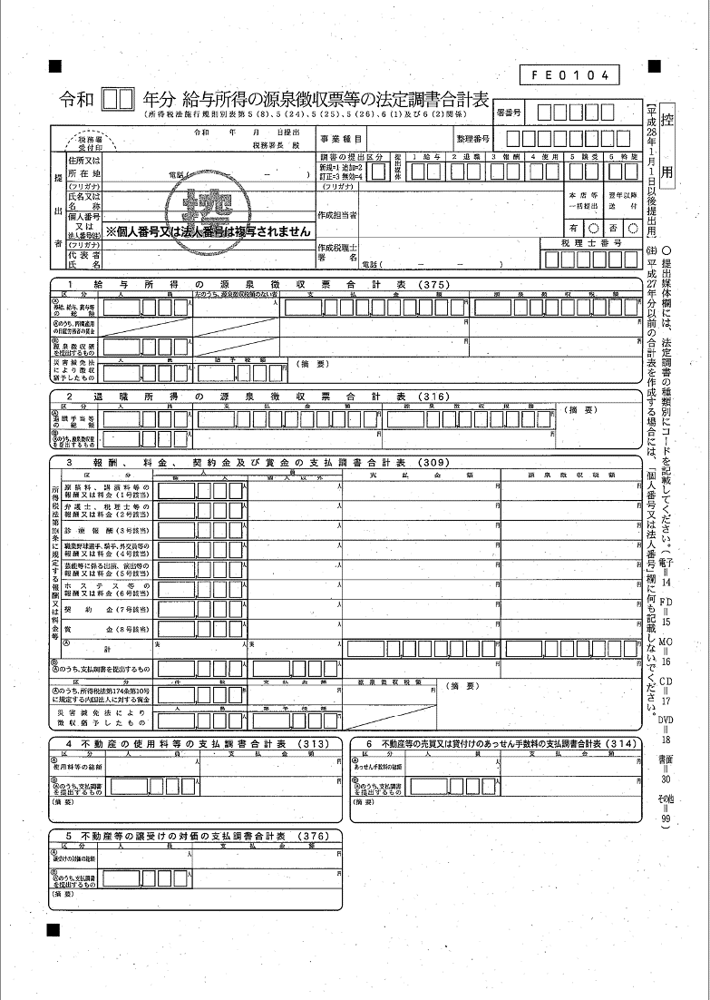 FE0104
令和 年分 給与所得の源泉徴収票等の法定調書合計表
(所得税法施行規則別表第5(8)、5(24)、5(25)、5(26)、6(1)及び6(2)関係)
署番号
控用
【平成28年1月1日以後提出用】
税務署受付印
令和 年 月 日提出
税務署長 殿
事業種目
整理番号
提出者
住所又は所在地
電話( - - )
調書の提出区分
新規=1 追加=2
訂正=3 無効=4
提出媒体
1 給与 2 退職 3 報酬 4 使用 5 譲受 6 斡旋
(フリガナ)
氏名又は名称
個人番号又は法人番号(注)
控
※個人番号又は法人番号は複写されません
(フリガナ)
代表者氏名
(フリガナ)
作成担当者
本店等一括提出
翌年以降送付
有 否
作成税理士署名
税理士番号
電話( - - )
1 給与所得の源泉徴収票合計表(375)
区分 人員 左のうち、源泉徴収税額のない者 支払金額 源泉徴収税額
Ⓐ俸給、給与、賞与等の総額 人 円 円
Ⓐのうち、丙欄適用の日雇労務者の賃金 円 円
Ⓑ源泉徴収票を提出するもの 人 円 円
災害減免法により徴収猶予したもの
人員 猶予税額
人 円
(摘要)
2 退職所得の源泉徴収票合計表(316)
区分 人員 支払金額 源泉徴収税額
(摘要)
Ⓐ退職手当等の総額 人 円 円
ⒷⒶのうち、源泉徴収票を提出するもの 人 円 円
3 報酬、料金、契約金及び賞金の支払調書合計表(309)
所得税法第204条に規定する報酬又は料金等
区分 人員 支払金額 源泉徴収税額
個人 個人以外
原稿料、講演料等の報酬又は料金(1号該当) 人 人 円 円
弁護士、税理士等の報酬又は料金(2号該当)
診療報酬(3号該当)
職業野球選手、騎手、外交員等の報酬又は料金(4号該当)
芸能等に係る出演、演出等の報酬又は料金(5号該当)
ホステス等の報酬又は料金(6号該当)
契約金(7号該当)
賞金(8号該当)
Ⓐ計 実 人 実 人
ⒷⒶのうち、支払調書を提出するもの
区分 件数 支払金額 源泉徴収税額
(摘要)
Ⓐのうち、所得税法第174条第10号に規定する内国法人に対する賞金 件 円 円
災害減免法により徴収猶予したもの
人員 猶予税額
人 円
4 不動産の使用料等の支払調書合計表(313)
区分 人員 支払金額
Ⓐ使用料等の総額 人 円
ⒷⒶのうち、支払調書を提出するもの 人 円
(摘要)
6 不動産等の売買又は貸付けのあっせん手数料の支払調書合計表(314)
区分 人員 支払金額
Ⓐあっせん手数料の総額 人 円
ⒷⒶのうち、支払調書を提出するもの 人 円
(摘要)
5 不動産等の譲受けの対価の支払調書合計表(376)
区分 人員 支払金額
Ⓐ譲受けの対価の総額 人 円
ⒷⒶのうち、支払調書を提出するもの 人 円
(摘要)
○ 提出媒体欄には、法定調書の種類別にコードを記載してください。(電子=14 FD=15 MO=16 CD=17 DVD=18 書面=30 その他=99)
(注)平成27年分以前の合計表を作成する場合には、「個人番号又は法人番号」欄に何も記載しないでください。